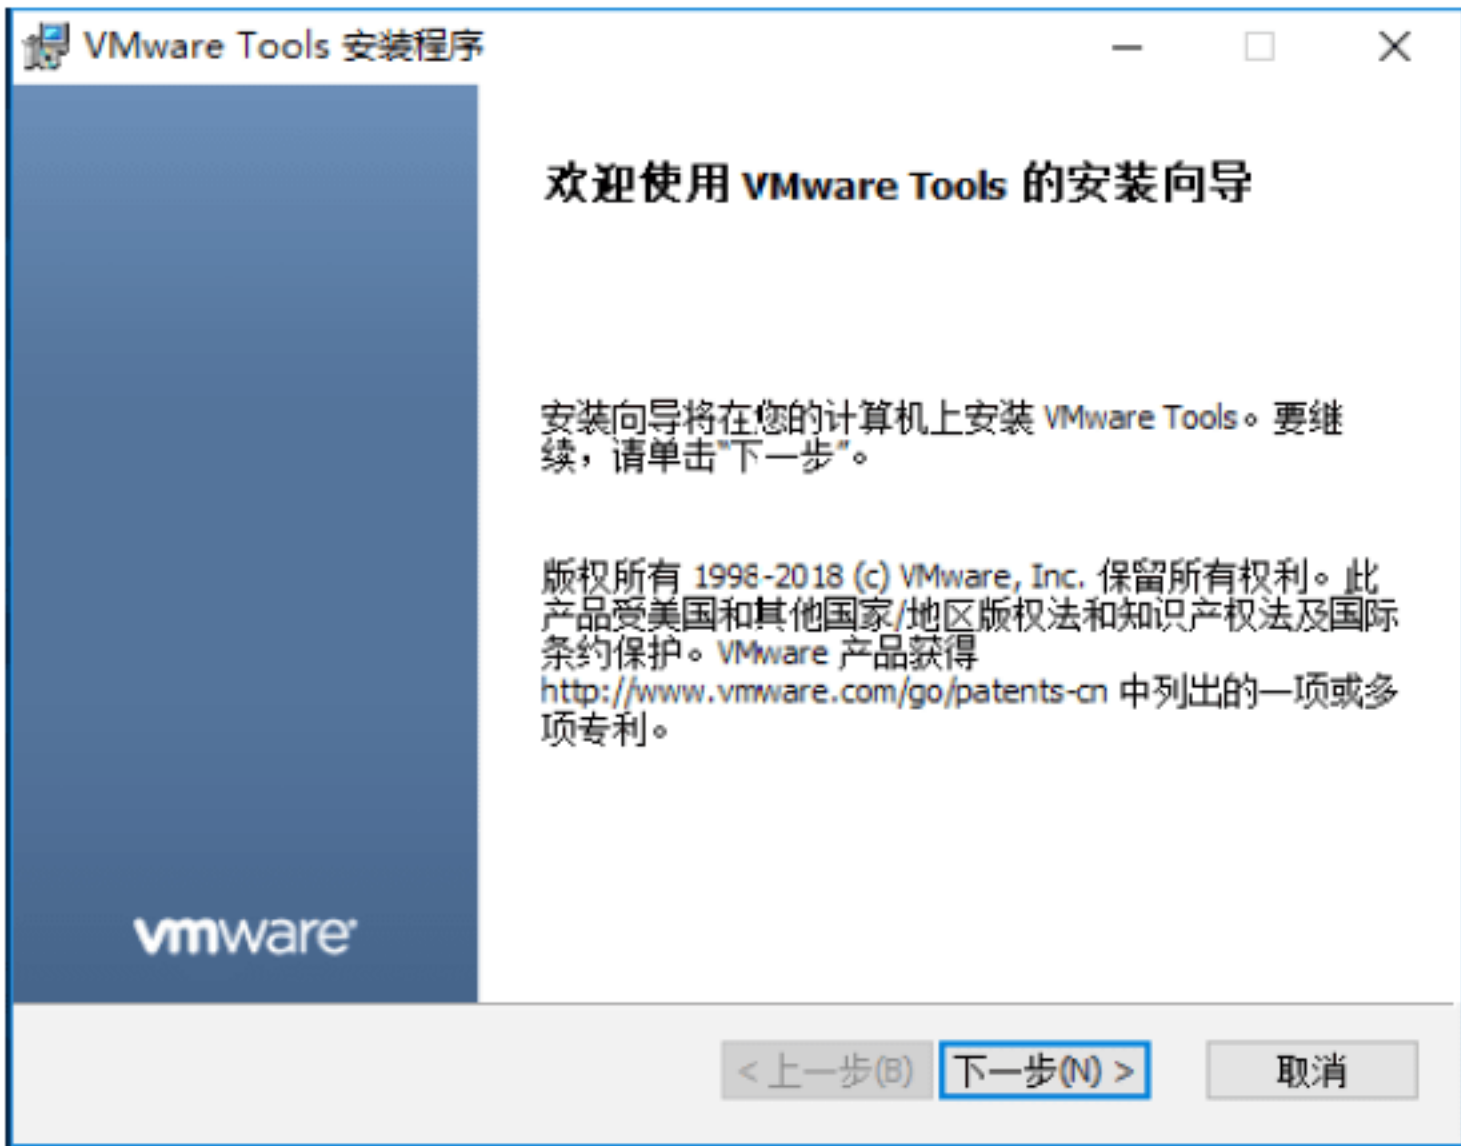 VMware Tools 安装程序
欢迎使用 VMware Tools 的安装向导
安装向导将在您的计算机上安装 VMware Tools。要继
续，请单击"下一步"。
版权所有 1998-2018 (c) VMware, Inc. 保留所有权利。此
产品受美国和其他国家/地区版权法和知识产权法及国际
条约保护。VMware 产品获得
http://www.vmware.com/go/patents-cn 中列出的一项或多
项专利。
vmware
< 上一步(B)
下一步(N) >
取消